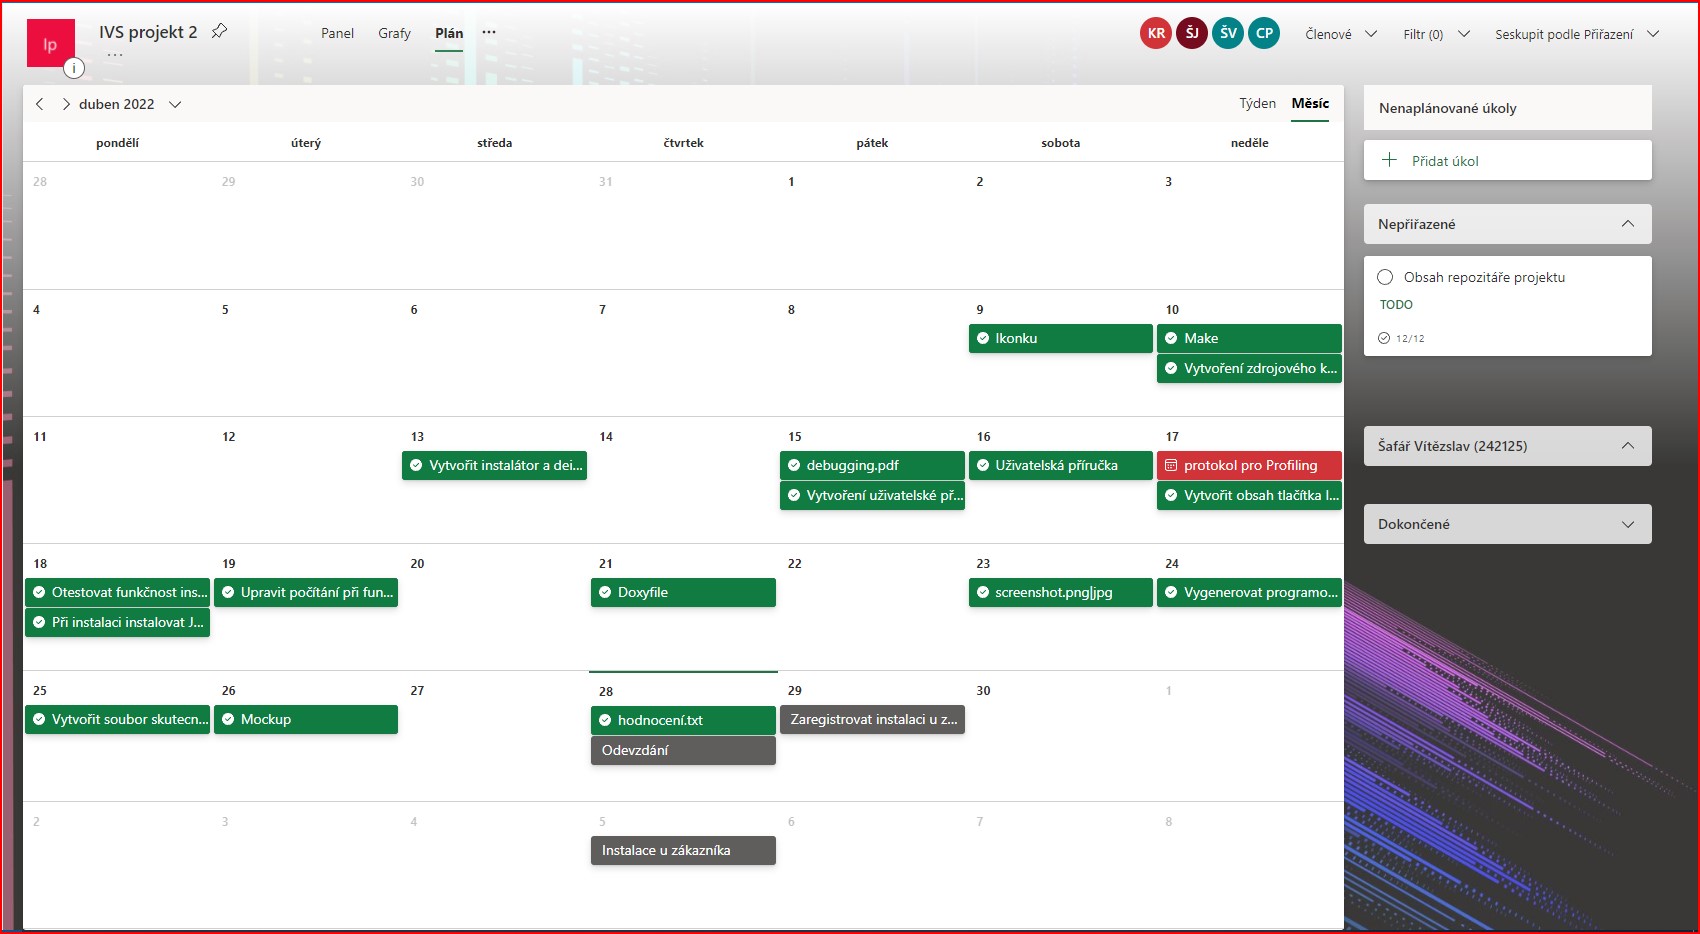 Ip
IVS projekt 2
...
i
Panel Grafy Plán ...
KR ŠJ ŠV CP
Členové Filtr (0) Seskupit podle Přiřazení
duben 2022
Týden Měsíc
pondělí úterý středa čtvrtek pátek sobota neděle
28 29 30 31 1 2 3
4 5 6 7 8 9 10
Ikonku Make
Vytvoření zdrojového k...
11 12 13 14 15 16 17
Vytvořit instalátor a dei... debugging.pdf Uživatelská příručka protokol pro Profiling
Vytvoření uživatelské př... Vytvořit obsah tlačítka I...
18 19 20 21 22 23 24
Otestovat funkčnost ins... Upravit počítání při fun... Doxyfile screenshot.png|jpg Vygenerovat programo...
Při instalaci instalovat J...
25 26 27 28 29 30 1
Vytvořit soubor skutecn... Mockup hodnocení.txt Zaregistrovat instalaci u z...
Odevzdání
2 3 4 5 6 7 8
Instalace u zákazníka
Nenaplánované úkoly
Přidat úkol
Nepřiřazené
Obsah repozitáře projektu
TODO
12/12
Šafář Vítězslav (242125)
Dokončené